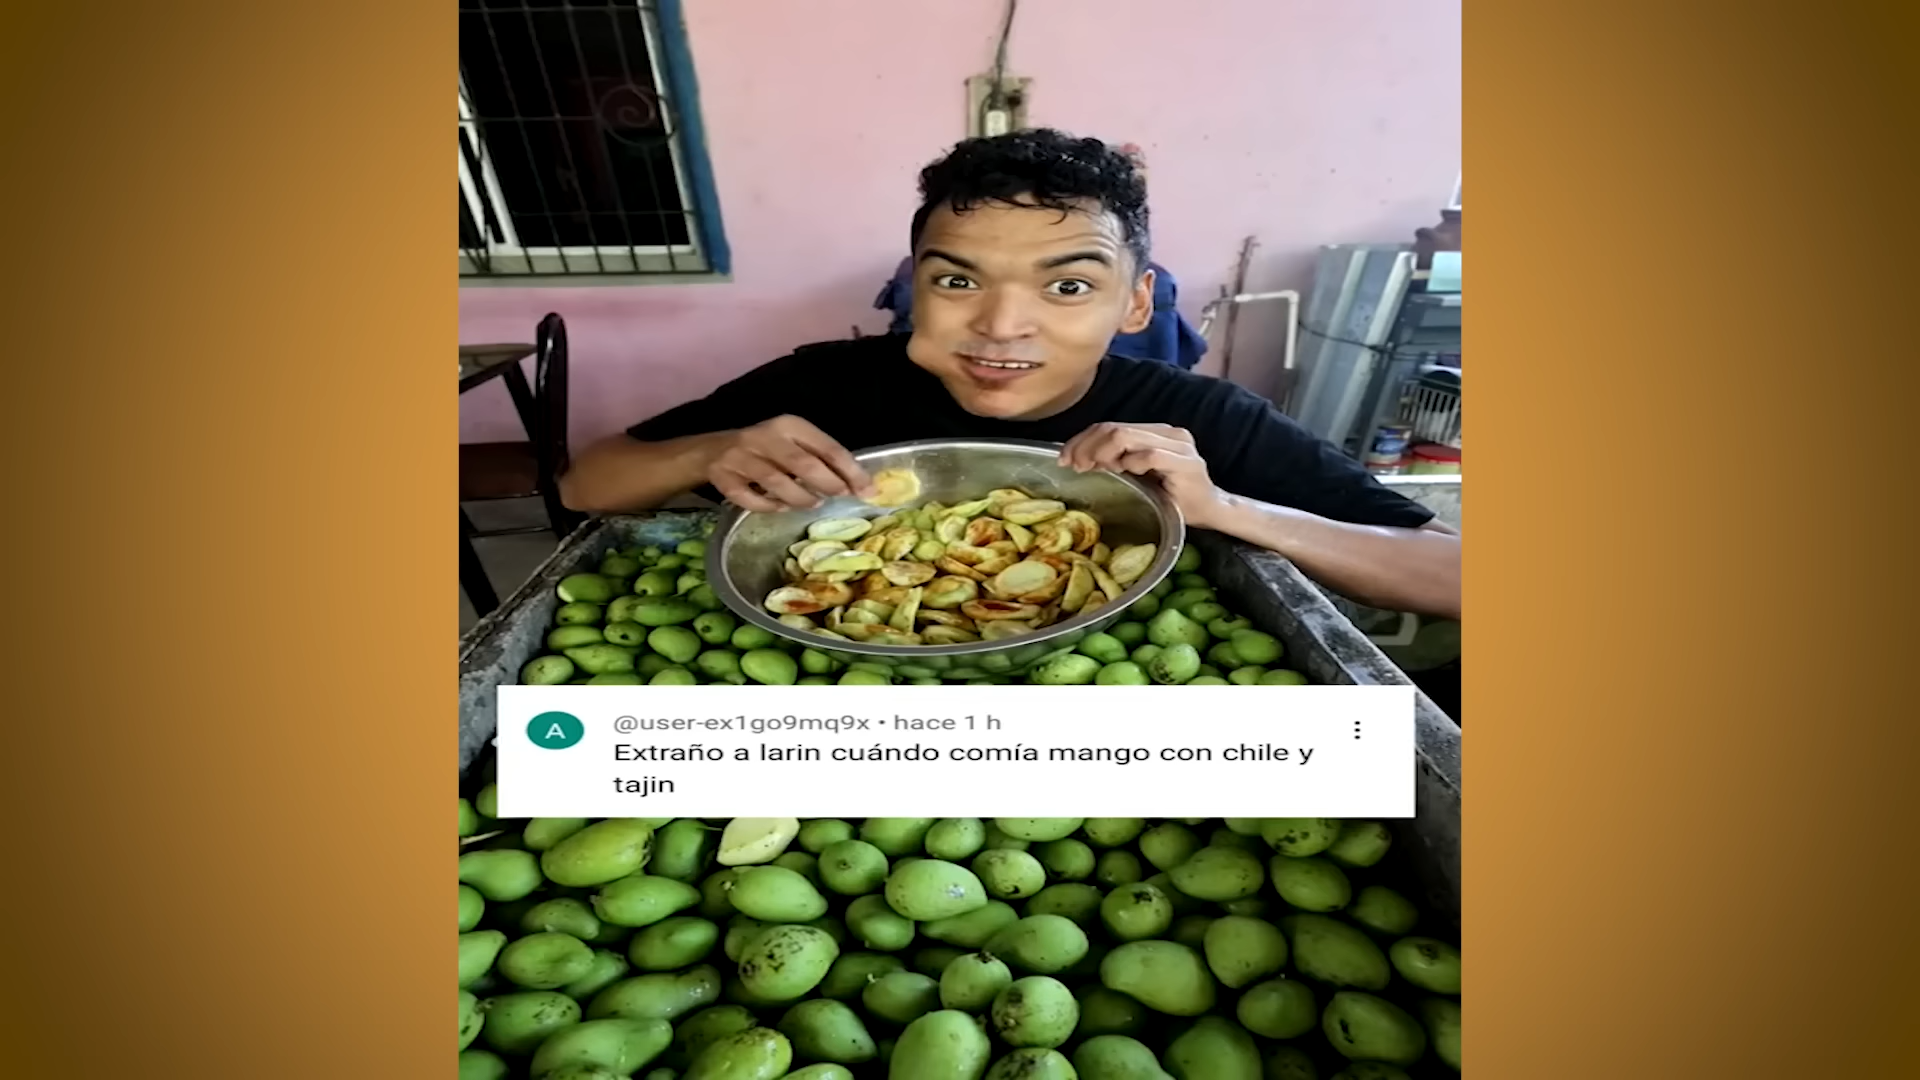 A
@user-ex1go9mq9x • hace 1 h
Extraño a larin cuándo comía mango con chile y
tajin